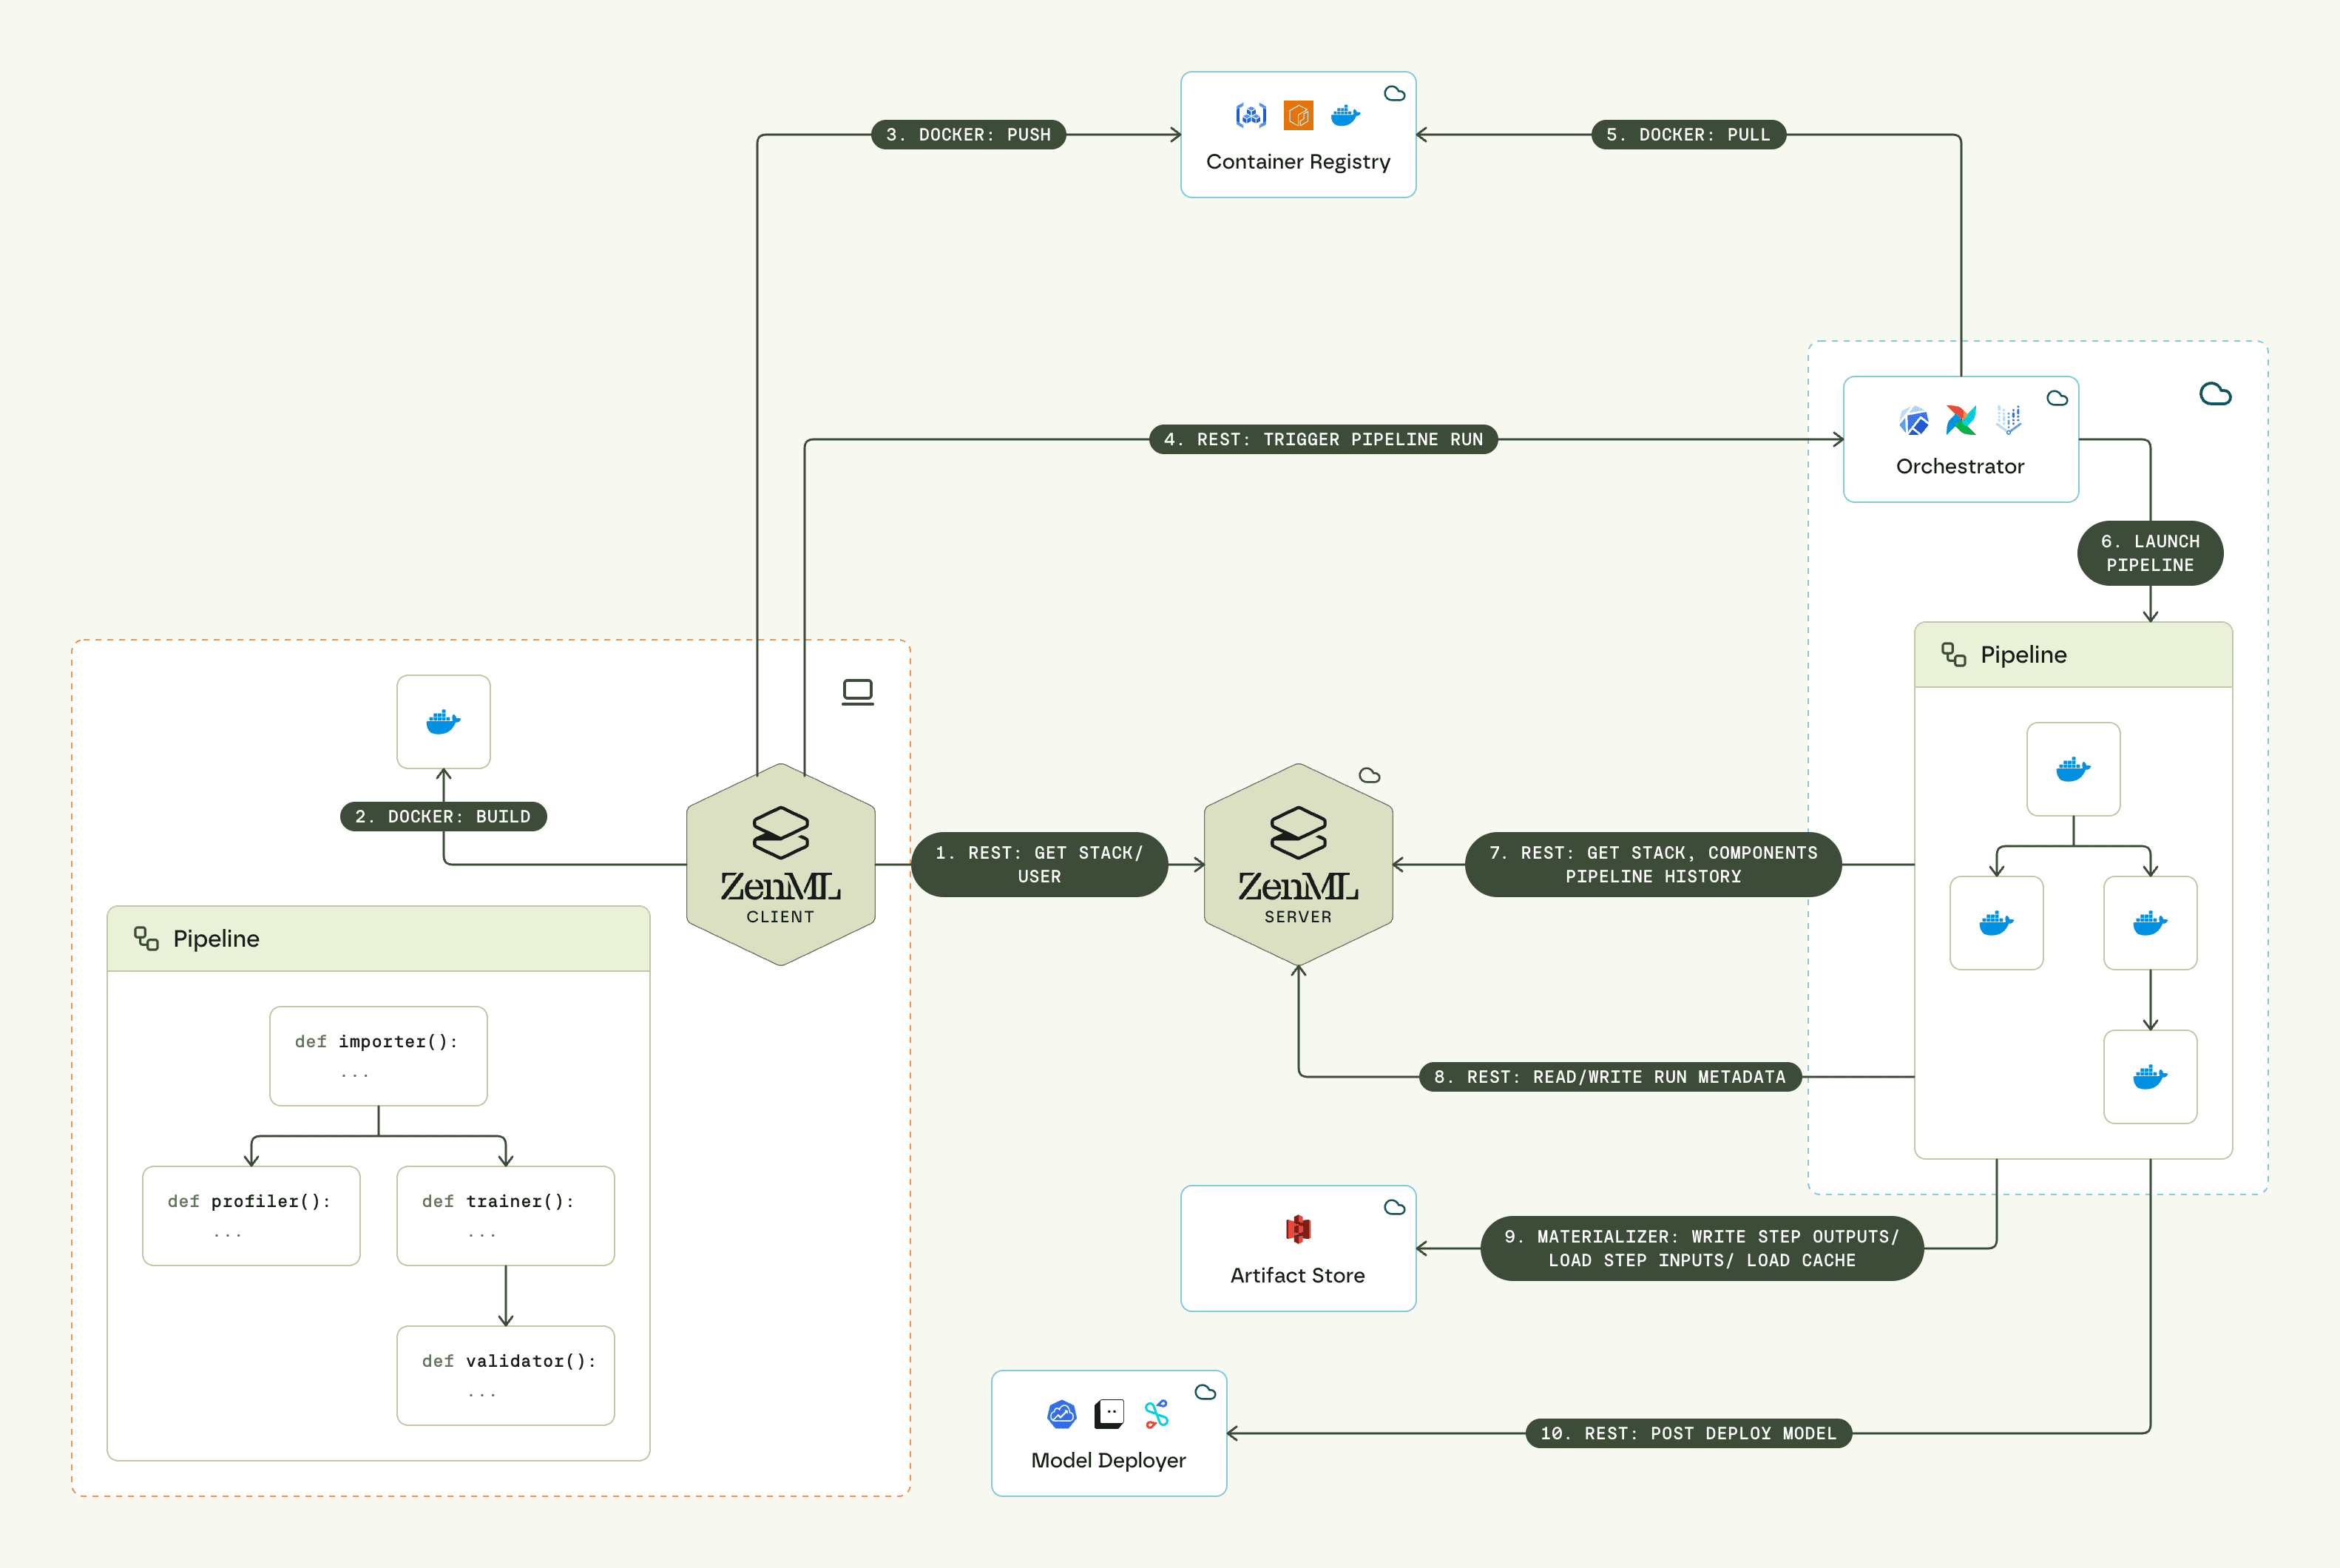 Container Registry
3. DOCKER: PUSH
5. DOCKER: PULL
4. REST: TRIGGER PIPELINE RUN
Orchestrator
6. LAUNCH
PIPELINE
Pipeline
2. DOCKER: BUILD
ZenML
CLIENT
1. REST: GET STACK/
USER
ZenML
SERVER
7. REST: GET STACK, COMPONENTS
PIPELINE HISTORY
Pipeline
def importer():
...
def profiler():
...
def trainer():
...
def validator():
...
8. REST: READ/WRITE RUN METADATA
Artifact Store
9. MATERIALIZER: WRITE STEP OUTPUTS/
LOAD STEP INPUTS/ LOAD CACHE
Model Deployer
10. REST: POST DEPLOY MODEL